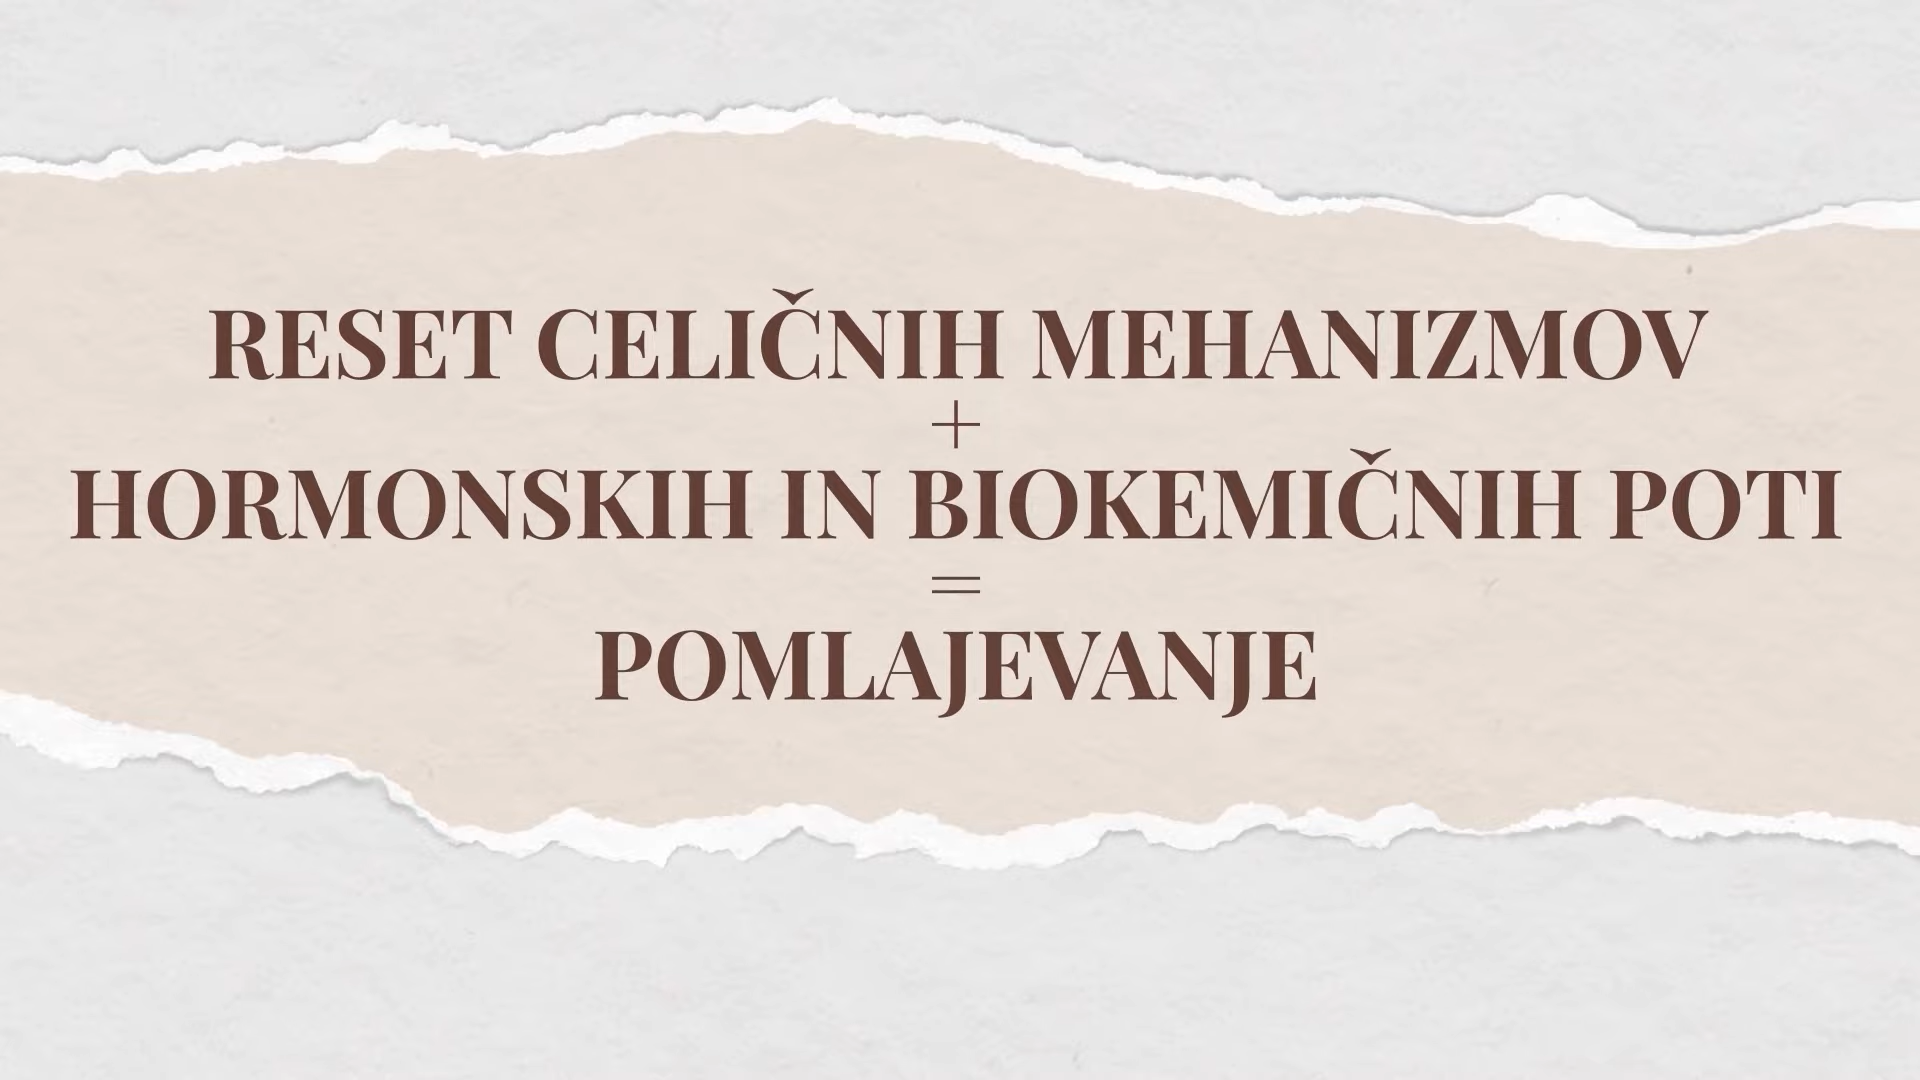 RESET CELIČNIH MEHANIZMOV
+
HORMONSKIH IN BIOKEMIČNIH POTI
=
POMLAJEVANJE